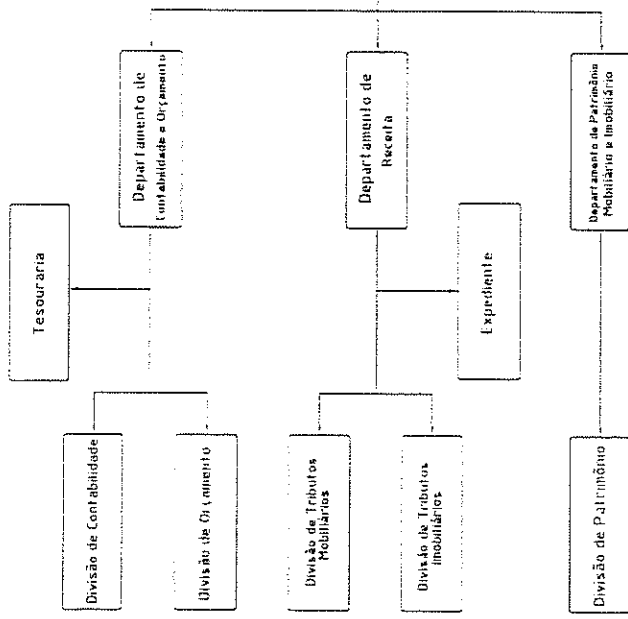 Departamento de
Contabilidade e Orçamento
Departamento de
Receita
Departamento de Patrimônio
Mobiliário e Imobiliário
Tesouraria
Expediente
Divisão de Contabilidade
Divisão de Orçamento
Divisão de Tributos
Mobiliários
Divisão de Tributos
Imobiliários
Divisão de Patrimônio